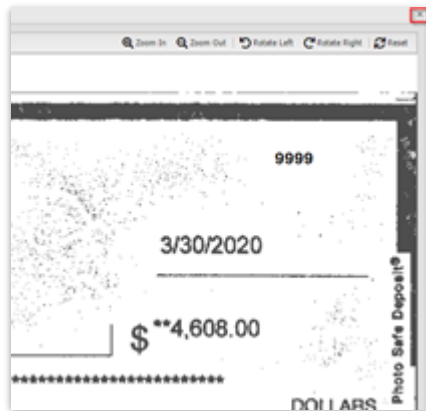 Zoom In Zoom Out Rotate Left Rotate Right Reset
9999
3/30/2020
$ **4,608.00
************************
DOLLARS
Photo Safe Deposit®